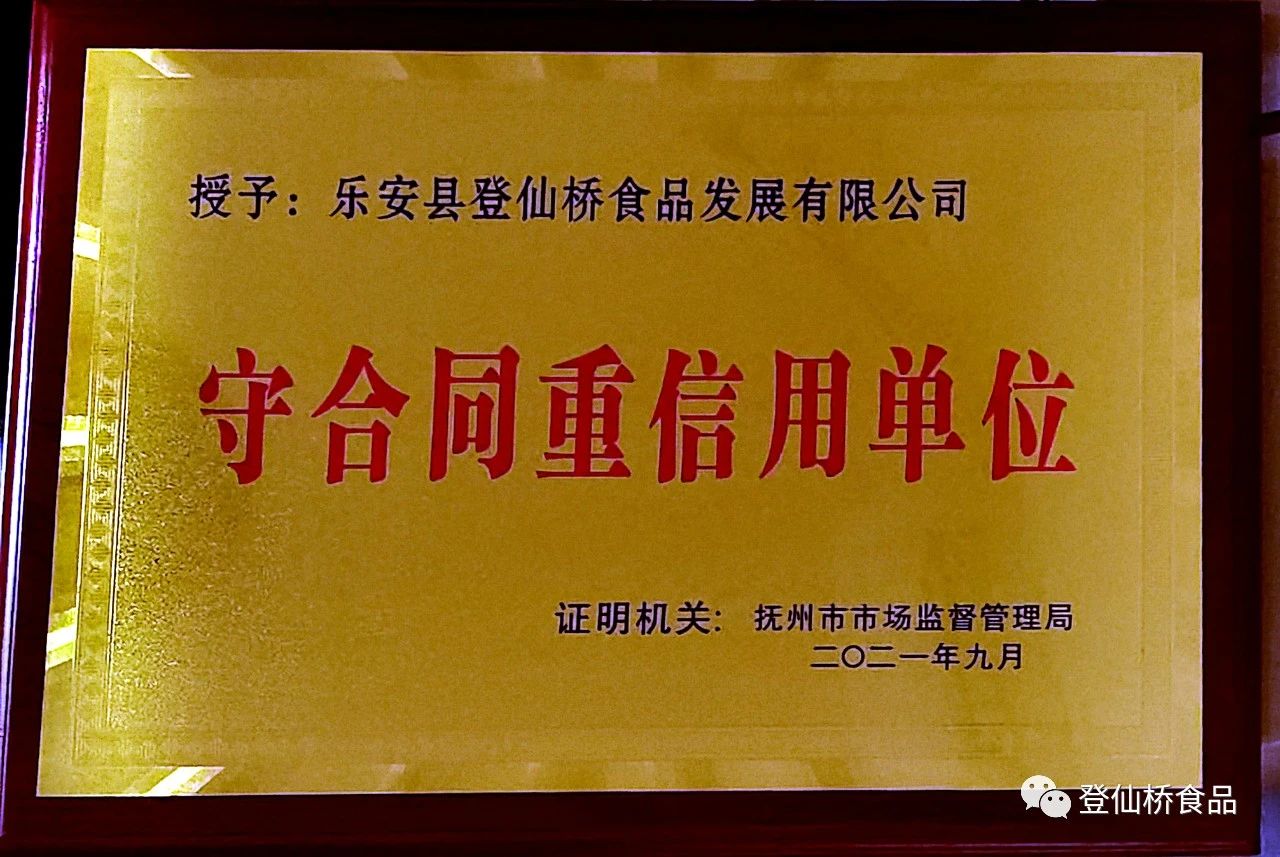 授予：乐安县登仙桥食品发展有限公司
守合同重信用单位
证明机关：抚州市市场监督管理局
二〇二一年九月
登仙桥食品